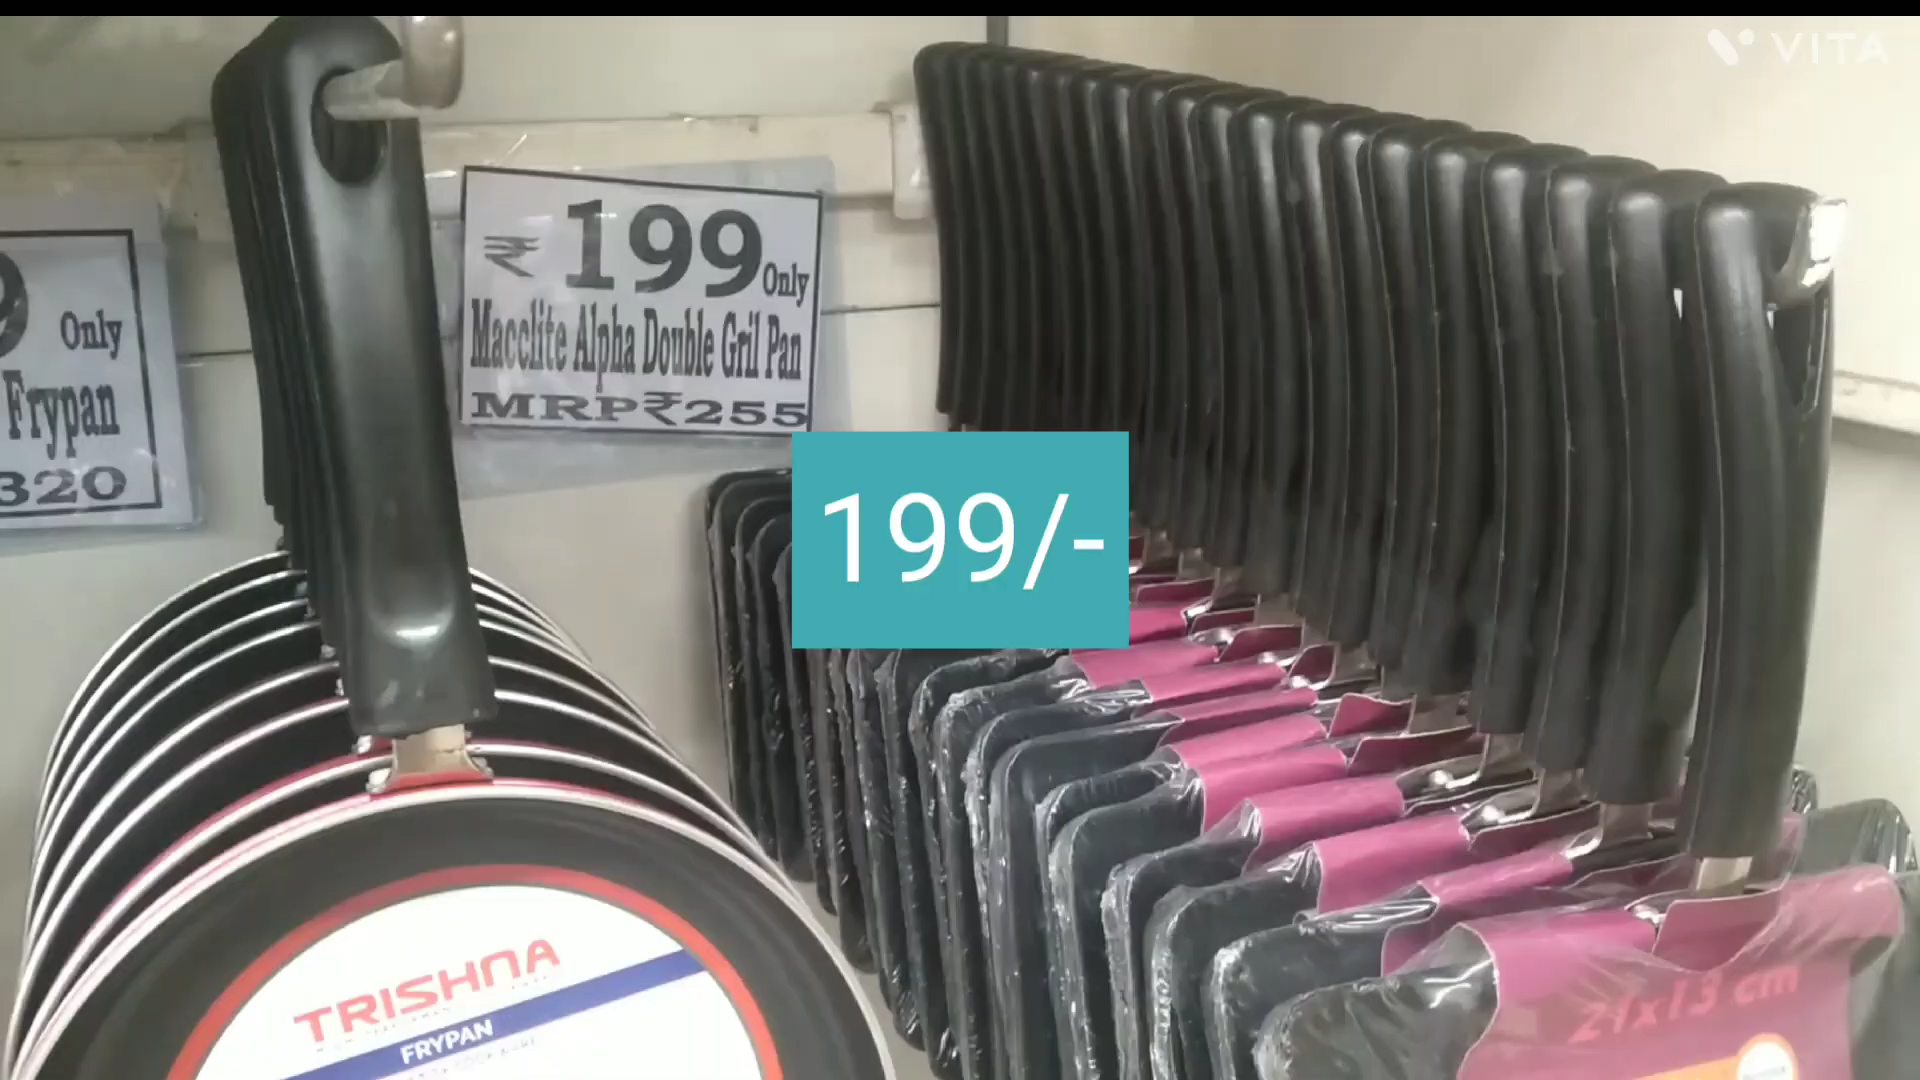 VITA
₹ 199 Only
Macclite Alpha Double Gril Pan
MRP₹255
9 Only
Frypan
320
199/-
TRISHNA
FRYPAN
21x13 cm